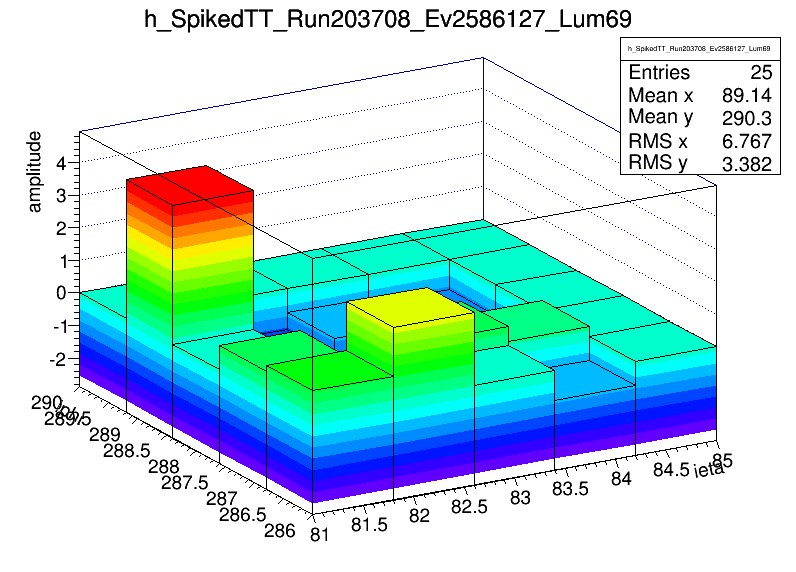 h_SpikedTT_Run203708_Ev2586127_Lum69
h_SpikedTT_Run203708_Ev2586127_Lum69
Entries 25
Mean x 89.14
Mean y 290.3
RMS x 6.767
RMS y 3.382
amplitude
4
3
2
1
0
-1
-2
290
289.5
289
288.5
288
287.5
287
286.5
286
81
81.5
82
82.5
83
83.5
84
84.5
85
ieta